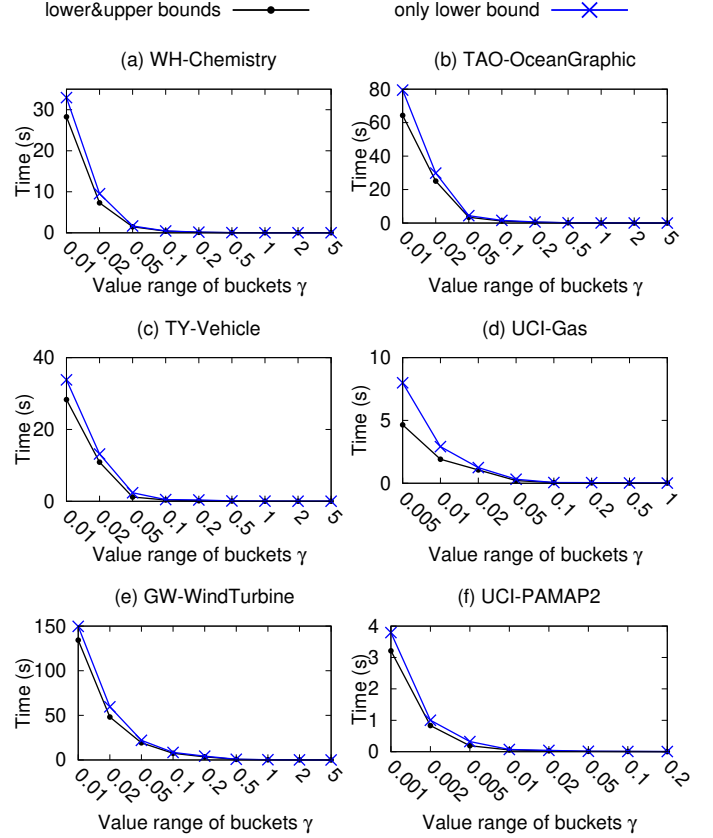 lower&upper bounds
only lower bound
(a) WH-Chemistry
Time (s)
30
20
10
0
0.01 0.02 0.05 0.1 0.2 0.5 1 2 5
Value range of buckets γ
(b) TAO-OceanGraphic
Time (s)
80
60
40
20
0
0.01 0.02 0.05 0.1 0.2 0.5 1 2 5
Value range of buckets γ
(c) TY-Vehicle
Time (s)
40
20
0
0.01 0.02 0.05 0.1 0.2 0.5 1 2 5
Value range of buckets γ
(d) UCI-Gas
Time (s)
10
5
0
0.005 0.01 0.02 0.05 0.1 0.2 0.5 1
Value range of buckets γ
(e) GW-WindTurbine
Time (s)
150
100
50
0
0.01 0.02 0.05 0.1 0.2 0.5 1 2 5
Value range of buckets γ
(f) UCI-PAMAP2
Time (s)
4
3
2
1
0
0.001 0.002 0.005 0.01 0.02 0.05 0.1 0.2
Value range of buckets γ